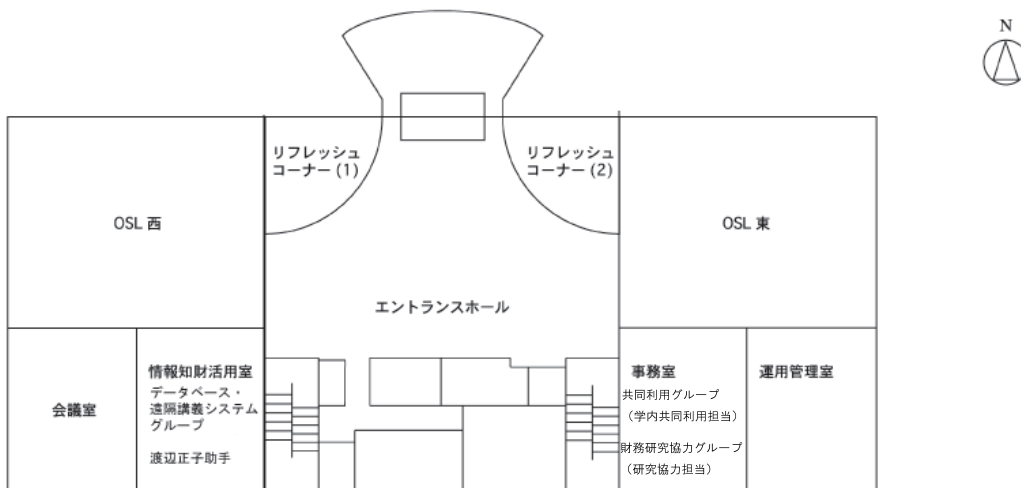 N
リフレッシュ
コーナー(1)
リフレッシュ
コーナー(2)
OSL 西
OSL 東
エントランスホール
会議室
情報知財活用室
データベース・
遠隔講義システム
グループ
渡辺正子助手
事務室
共同利用グループ
(学内共同利用担当)
財務研究協力グループ
(研究協力担当)
運用管理室